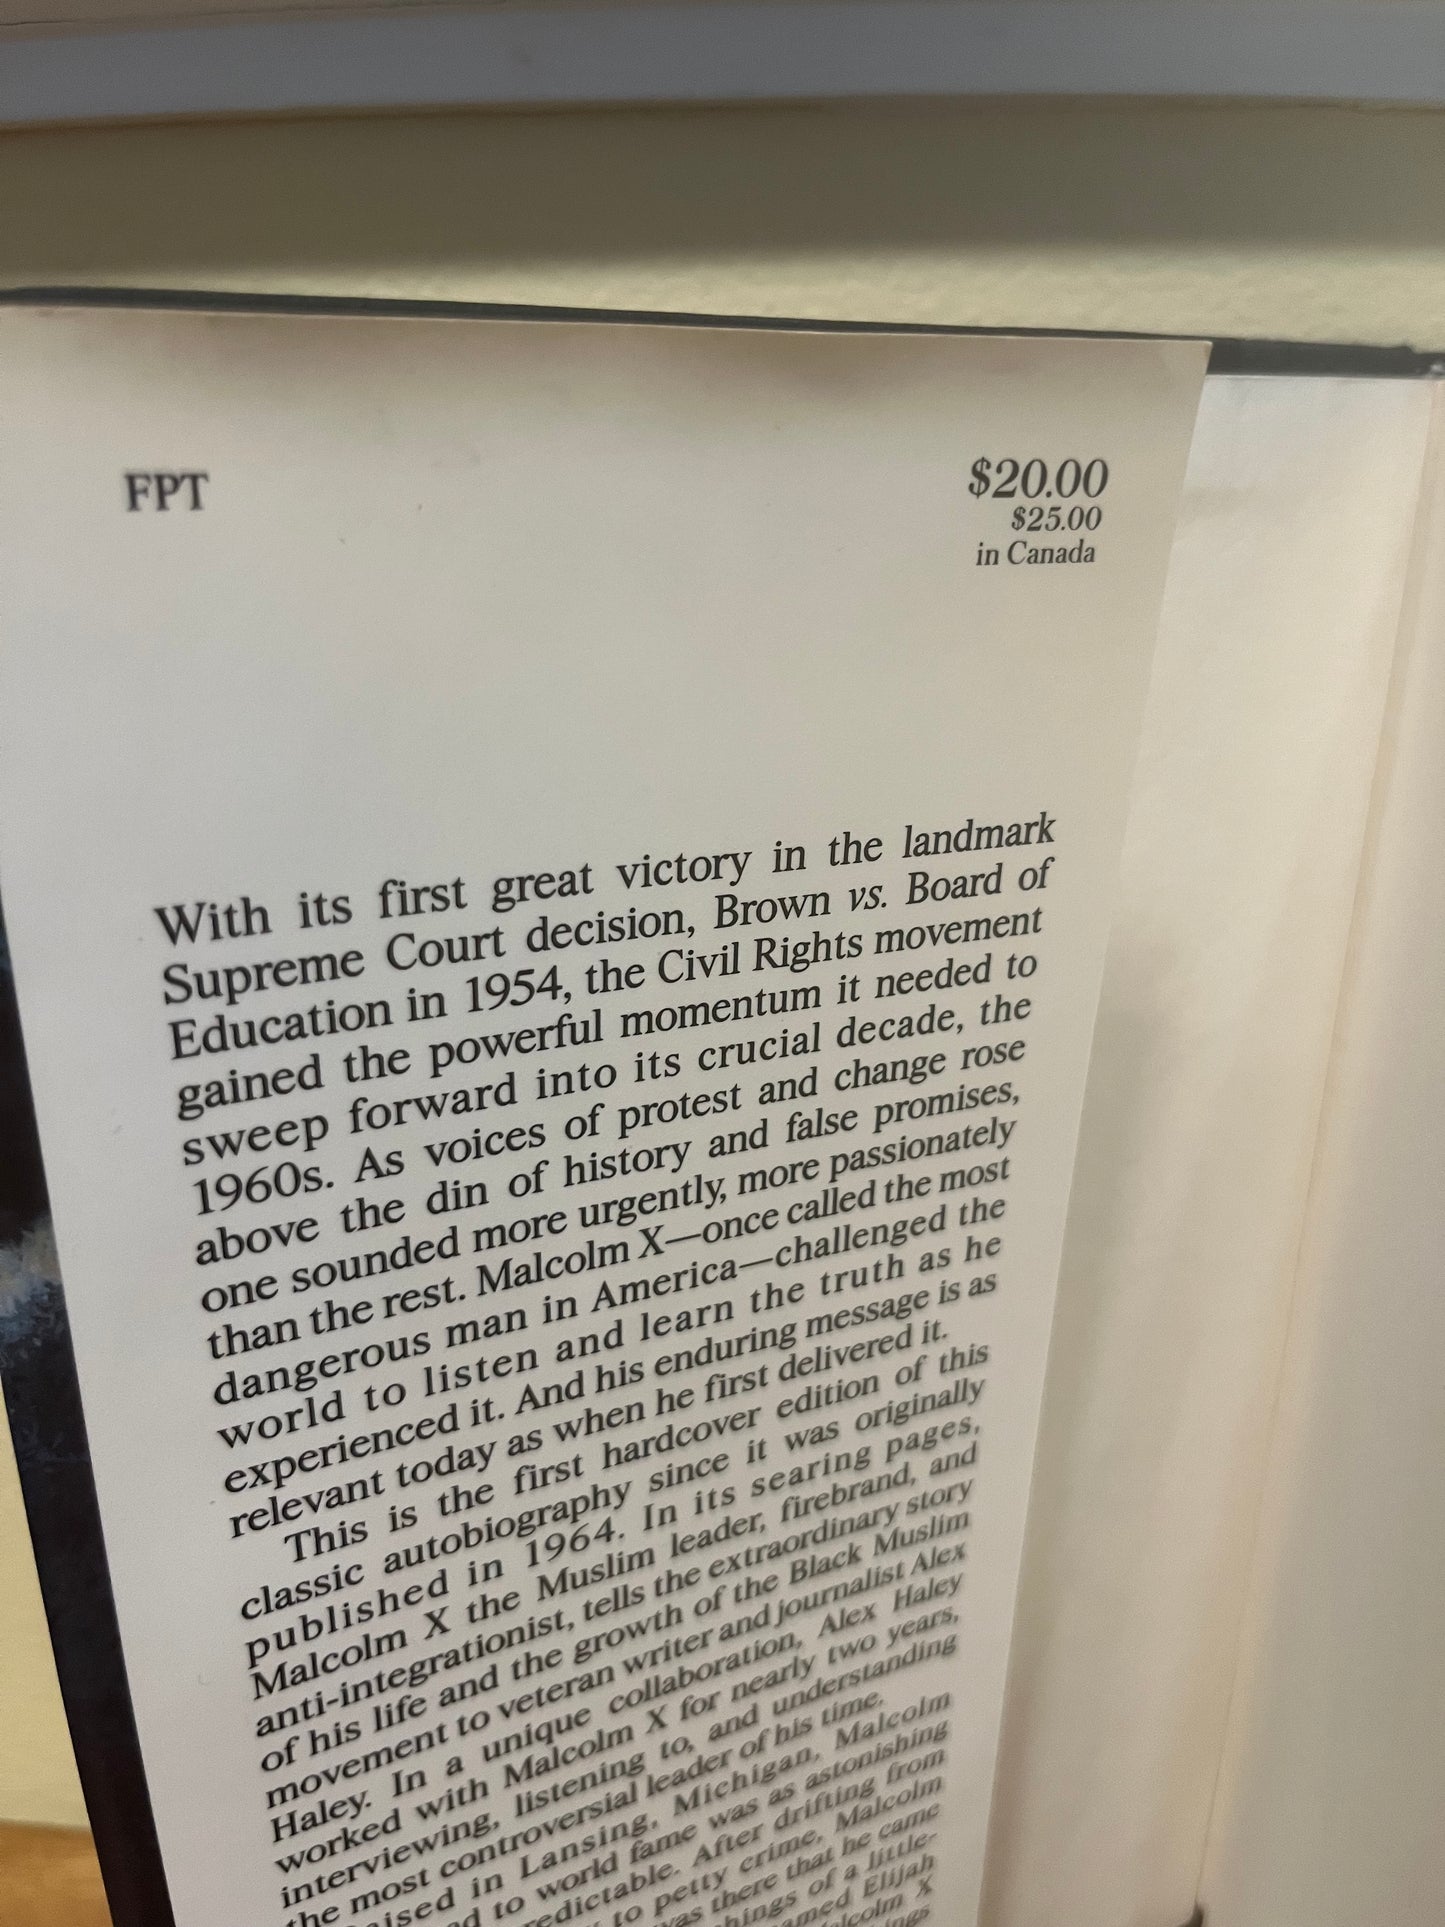 FPT
$20.00
$25.00
in Canada
With its first great victory in the landmark
Supreme Court decision, Brown vs. Board of
Education in 1954, the Civil Rights movement
gained the powerful momentum it needed to
sweep forward into its crucial decade, the
1960s. As voices of protest and change rose
above the din of history and false promises,
one sounded more urgently, more passionately
than the rest. Malcolm X—once called the most
dangerous man in America—challenged the
world to listen and learn the truth as he
experienced it. And his enduring message is as
relevant today as when he first delivered it.
This is the first hardcover edition of this
classic autobiography since it was originally
published in 1964. In its searing pages,
Malcolm X the Muslim leader, firebrand, and
anti-integrationist, tells the extraordinary story
of his life and the growth of the Black Muslim
movement to veteran writer and journalist Alex
Haley. In a unique collaboration, Alex Haley
worked with Malcolm X for nearly two years,
interviewing, listening to, and understanding
the most controversial leader of his time.
in Lansing, Michigan, Malcolm
to world fame was as astonishing
After drifting from
to petty crime, Malcolm
was there that he came
of a little-
Elijah
X